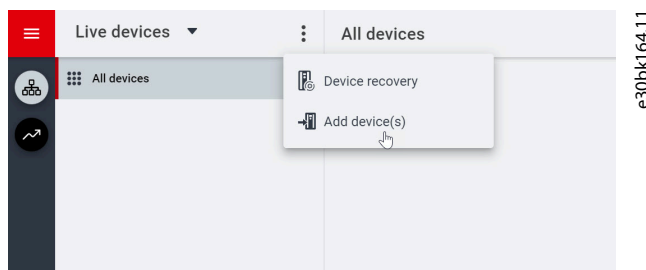 Live devices
All devices
All devices
Device recovery
Add device(s)
e30bk164.11